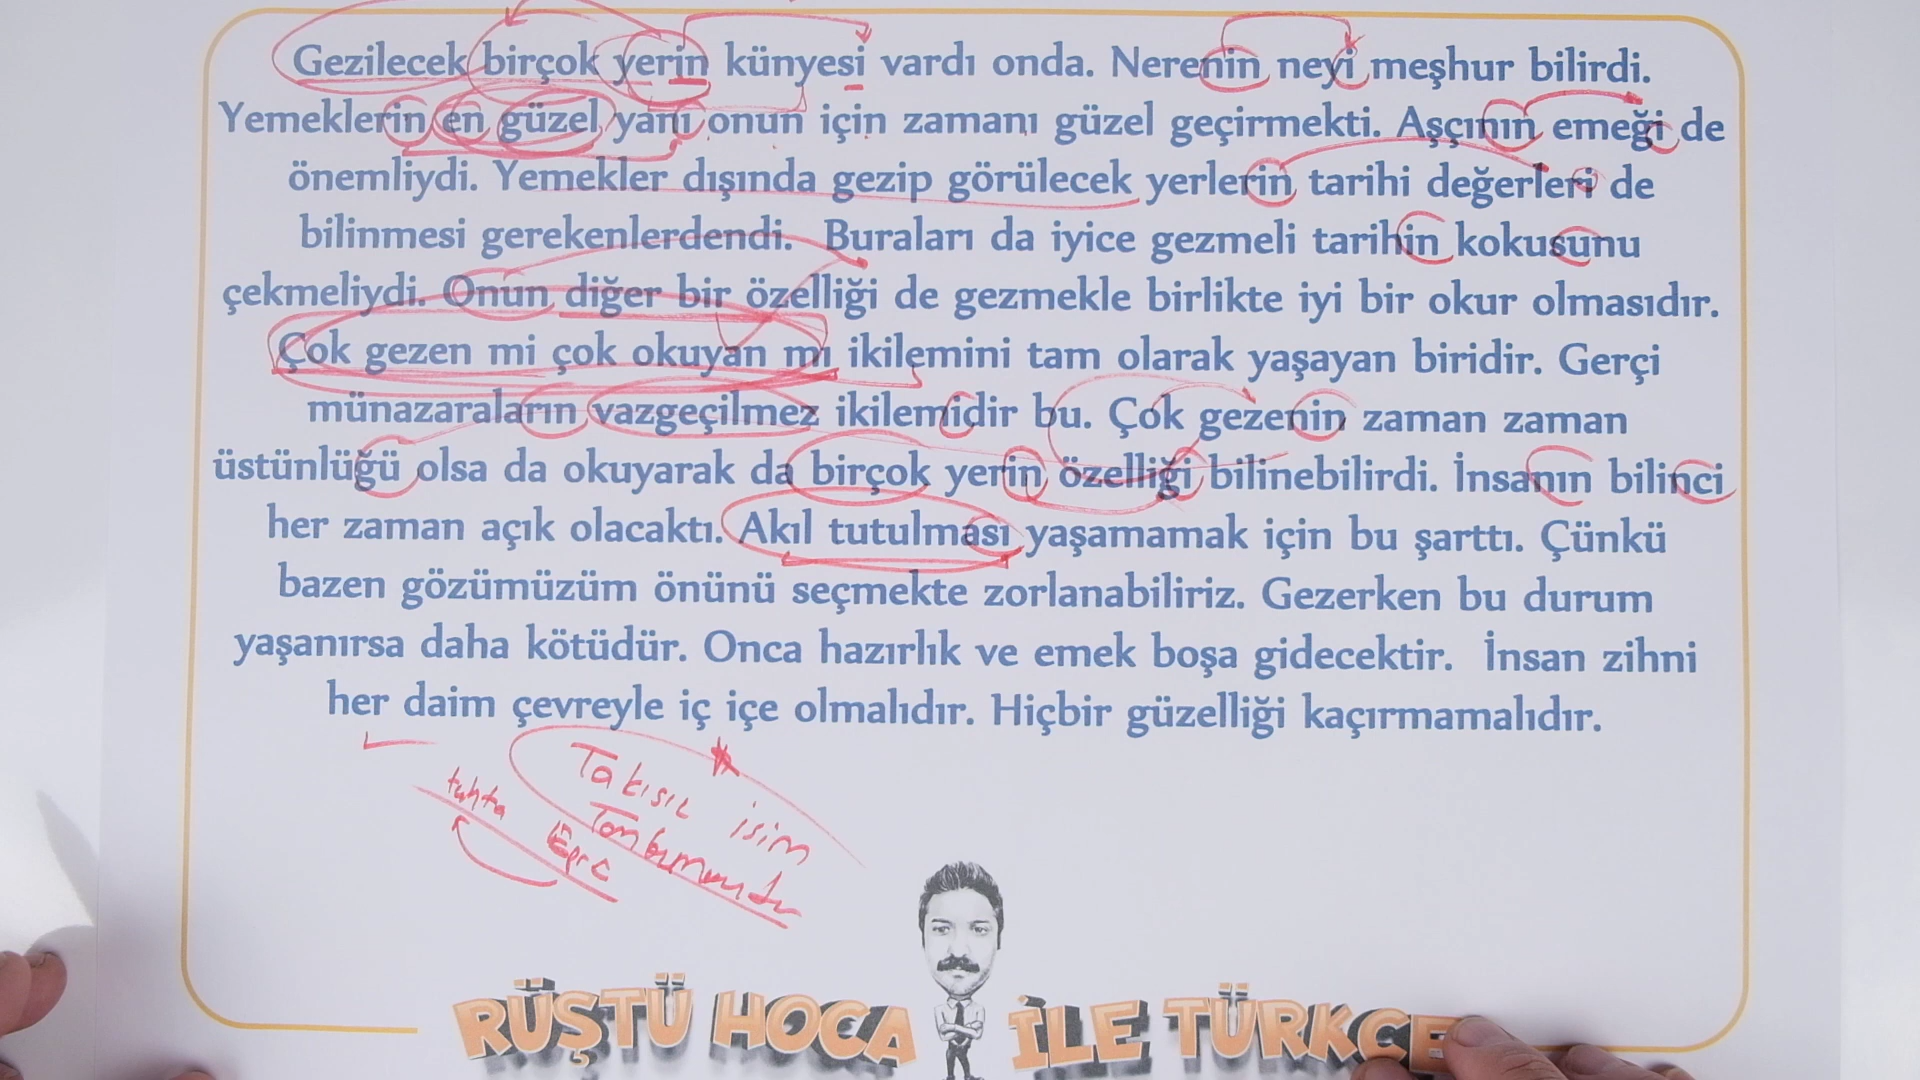 Gezilecek birçok yerin künyesi vardı onda. Nerenin neyi meşhur bilirdi.
Yemeklerin en güzel yanı onun için zamanı güzel geçirmekti. Aşçının emeği de
önemliydi. Yemekler dışında gezip görülecek yerlerin tarihi değerleri de
bilinmesi gerekenlerdendi. Buraları da iyice gezmeli tarihin kokusunu
çekmeliydi. Onun diğer bir özelliği de gezmekle birlikte iyi bir okur olmasıdır.
Çok gezen mi çok okuyan mı ikilemini tam olarak yaşayan biridir. Gerçi
münazaraların vazgeçilmez ikilemidir bu. Çok gezenin zaman zaman
üstünlüğü olsa da okuyarak da birçok yerin özelliği bilinebilirdi. İnsanın bilinci
her zaman açık olacaktı. Akıl tutulması yaşamamak için bu şarttı. Çünkü
bazen gözümüzüm önünü seçmekte zorlanabiliriz. Gezerken bu durum
yaşanırsa daha kötüdür. Onca hazırlık ve emek boşa gidecektir. İnsan zihni
her daim çevreyle iç içe olmalıdır. Hiçbir güzelliği kaçırmamalıdır.
Takısız isim
tahta
RÜŞTÜ HOCA İLE TÜRKÇE